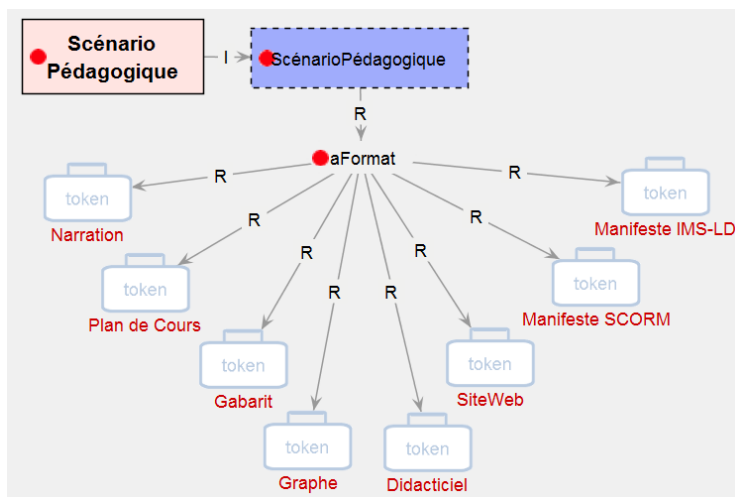 Scénario
Pédagogique
I
ScénarioPédagogique
R
aFormat
R
R
R
R
R
R
R
R
token
Narration
token
Manifeste IMS-LD
token
Plan de Cours
token
Manifeste SCORM
token
Gabarit
token
SiteWeb
token
Graphe
token
Didacticiel